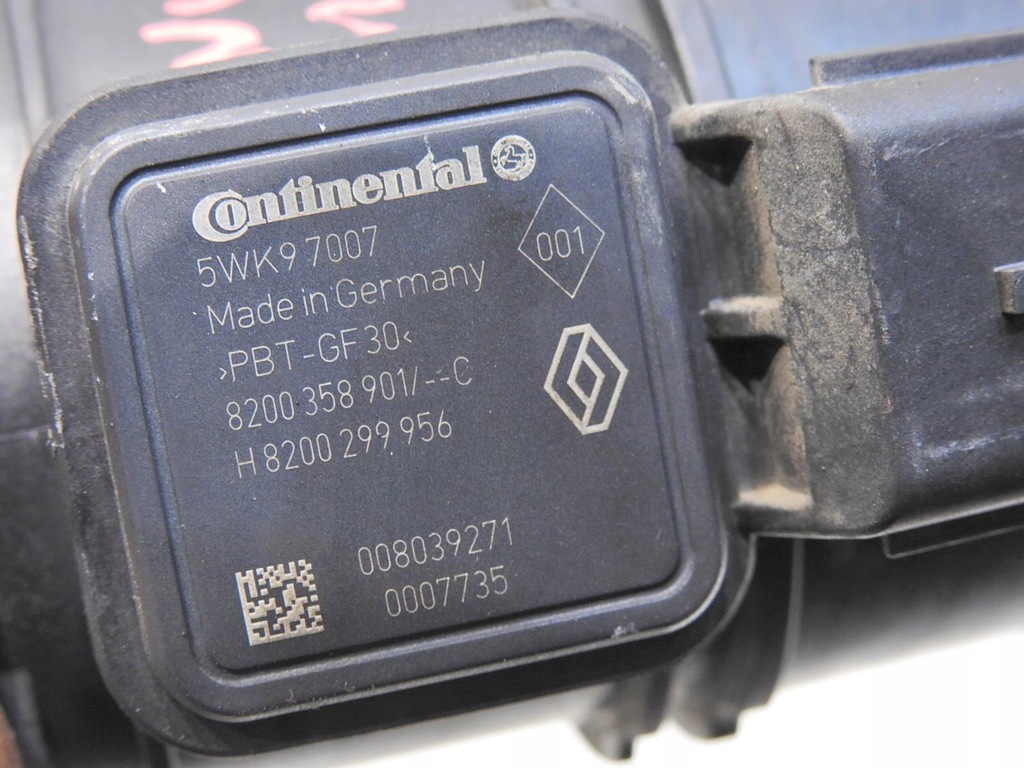 Continental
5WK9 7007
001
Made in Germany
>PBT-GF30<
8200 358 901/--C
H 8200 299 956
008039271
0007735